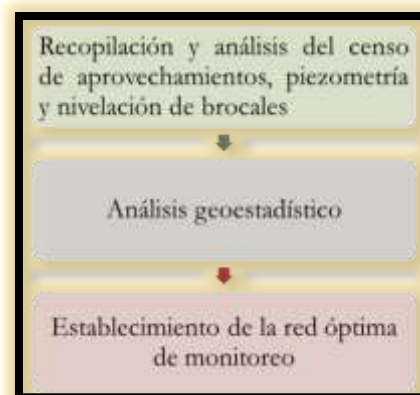 Recopilación y análisis del censo
de aprovechamientos, piezometría
y nivelación de brocales
Análisis geoestadístico
Establecimiento de la red óptima
de monitoreo